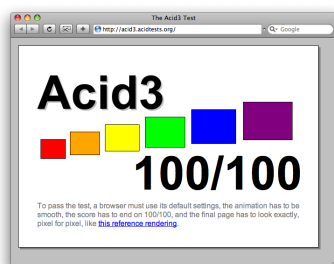 The Acid3 Test
http://acid3.acidtests.org/
Google
Acid3
100/100
To pass the test, a browser must use its default settings, the animation has to be
smooth, the score has to end on 100/100, and the final page has to look exactly,
pixel for pixel, like this reference rendering.